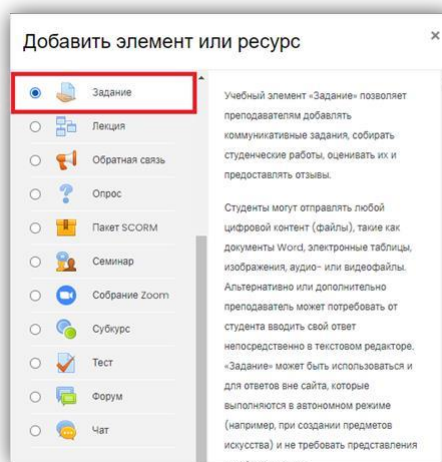 Добавить элемент или ресурс
×
Задание
Лекция
Обратная связь
Опрос
Пакет SCORM
Семинар
Собрание Zoom
Субкурс
Тест
Форум
Чат
Учебный элемент «Задание» позволяет
преподавателям добавлять
коммуникативные задания, собирать
студенческие работы, оценивать их и
предоставлять отзывы.
Студенты могут отправлять любой
цифровой контент (файлы), такие как
документы Word, электронные таблицы,
изображения, аудио- или видеофайлы.
Альтернативно или дополнительно
преподаватель может потребовать от
студента вводить свой ответ
непосредственно в текстовом редакторе.
«Задание» может быть использоваться и
для ответов вне сайта, которые
выполняются в автономном режиме
(например, при создании предметов
искусства) и не требовать представления